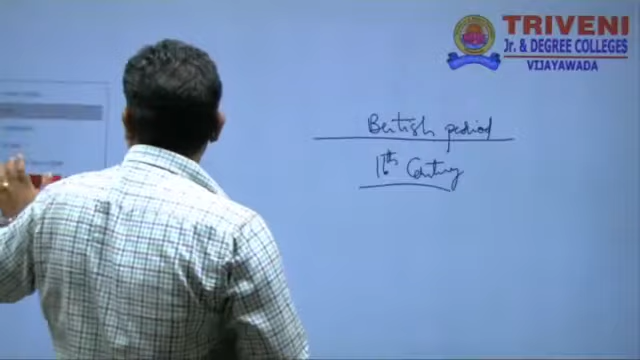 TRIVENI
Jr. & DEGREE COLLEGES
VIJAYAWADA
British period
16th Century